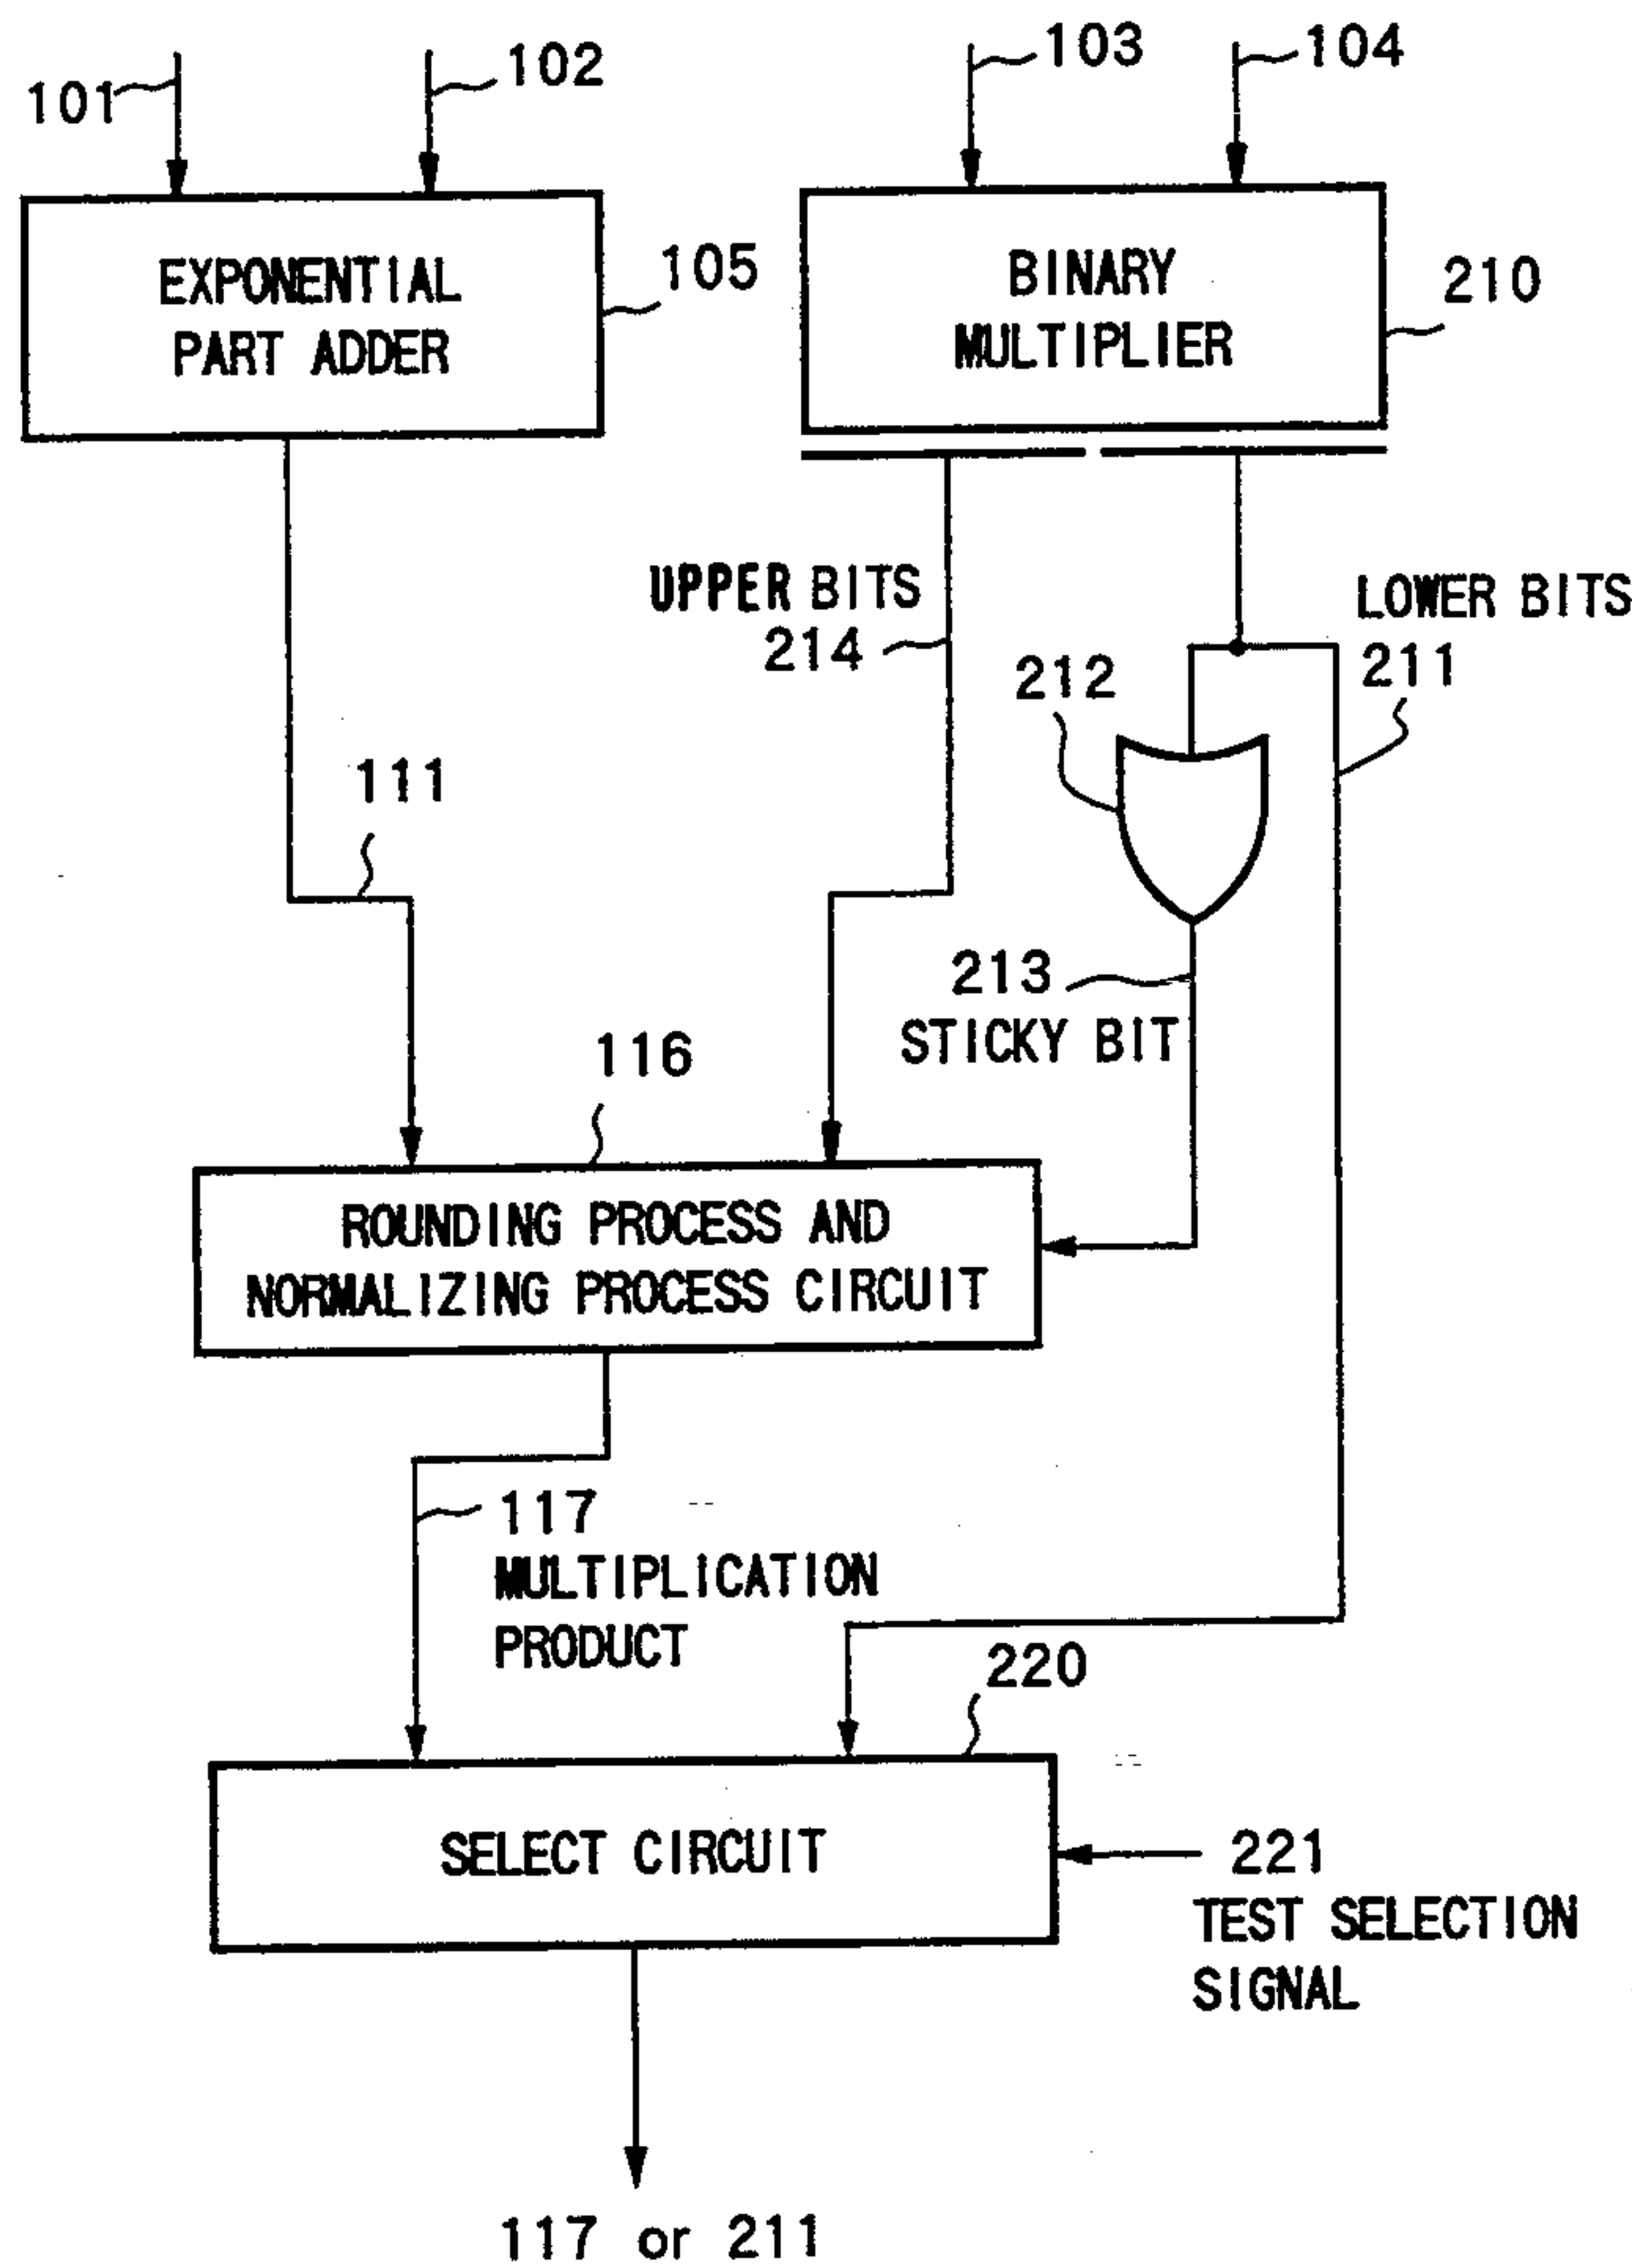 101
102
103
104
EXPONENTIAL
PART ADDER
105
BINARY
MULTIPLIER
210
UPPER BITS
214
LOWER BITS
211
212
111
213
STICKY BIT
116
ROUNDING PROCESS AND
NORMALIZING PROCESS CIRCUIT
117
MULTIPLICATION
PRODUCT
220
SELECT CIRCUIT
221
TEST SELECTION
SIGNAL
117 or 211